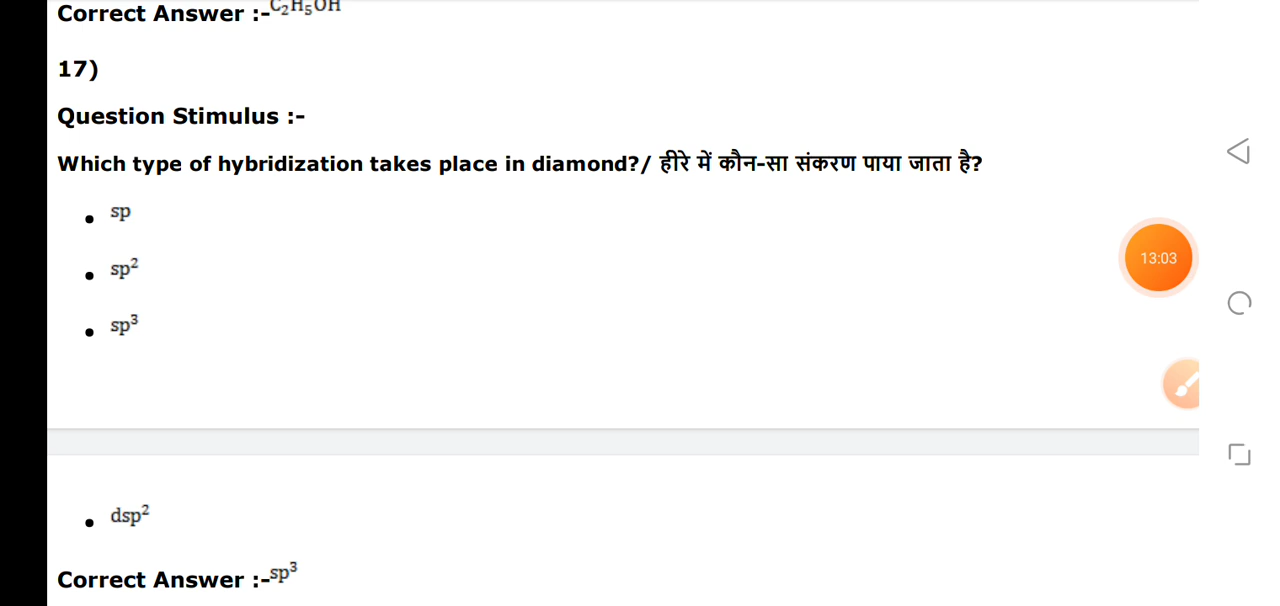 Correct Answer :-C₂H₅OH
17)
Question Stimulus :-
Which type of hybridization takes place in diamond?/ हीरे में कौन-सा संकरण पाया जाता है?
• sp
• sp²
• sp³
13:03
• dsp²
Correct Answer :-sp³